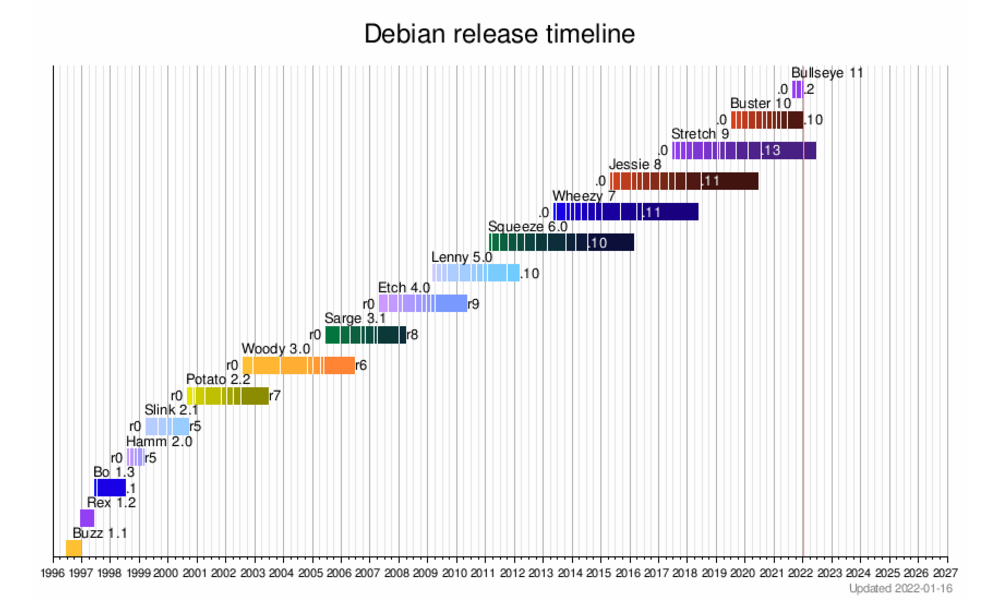 Debian release timeline
Bullseye 11
.0 .2
Buster 10
.0 .10
Stretch 9
.0 .13
Jessie 8
.0 .11
Wheezy 7
.0 .11
Squeeze 6.0
.10
Lenny 5.0
.10
Etch 4.0
r0 r9
Sarge 3.1
r0 r8
Woody 3.0
r0 r6
Potato 2.2
r0 r7
Slink 2.1
r0 r5
Hamm 2.0
r0 r5
Bo 1.3
.1
Rex 1.2
Buzz 1.1
1996 1997 1998 1999 2000 2001 2002 2003 2004 2005 2006 2007 2008 2009 2010 2011 2012 2013 2014 2015 2016 2017 2018 2019 2020 2021 2022 2023 2024 2025 2026 2027
Updated 2022-01-16